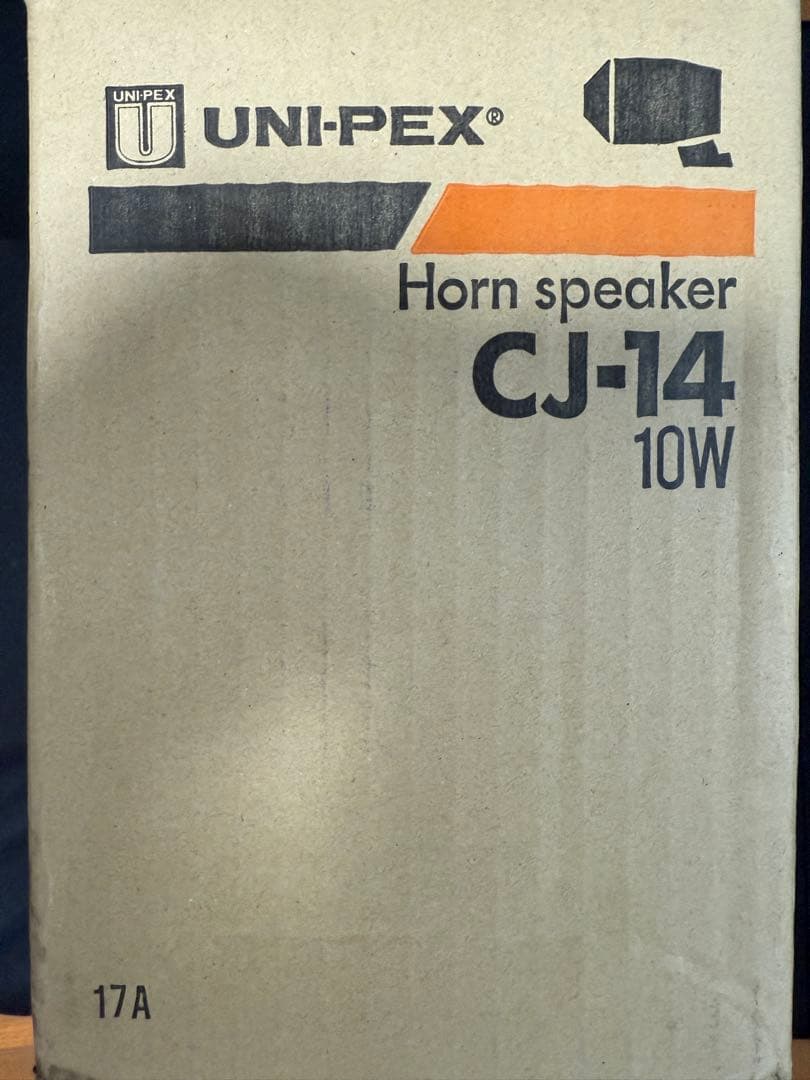 UNI-PEX
U
UNI-PEX®
Horn speaker
CJ-14
10W
17A